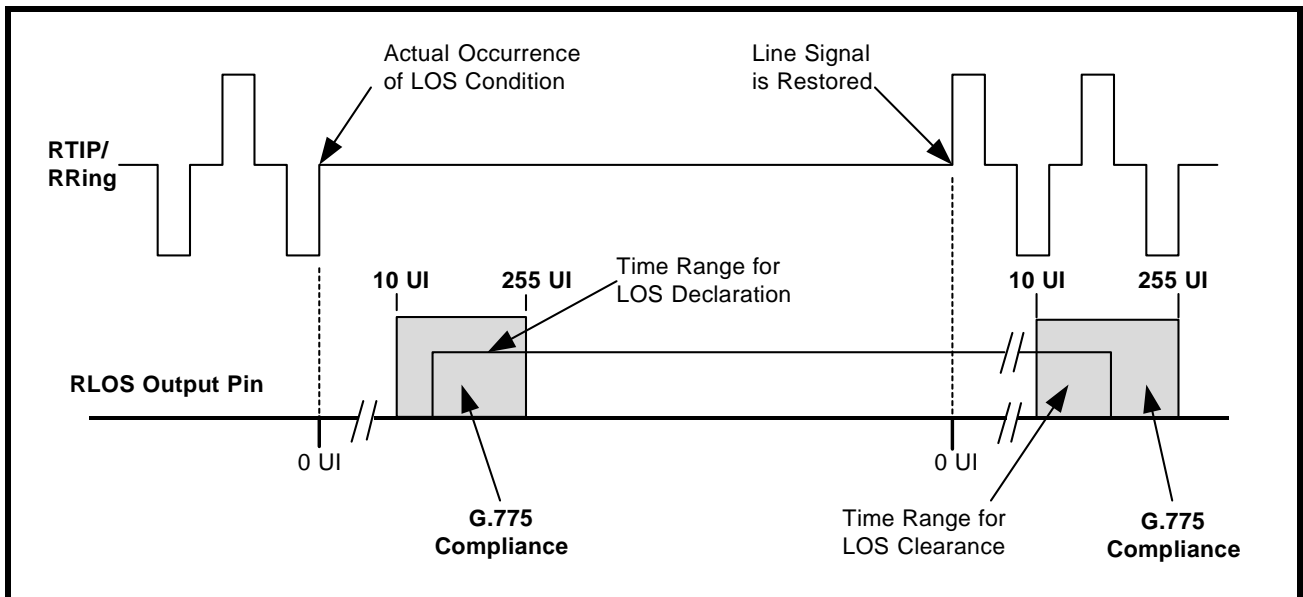 Actual Occurrence
of LOS Condition
Line Signal
is Restored
RTIP/
RRing
Time Range for
LOS Declaration
10 UI
255 UI
10 UI
255 UI
RLOS Output Pin
0 UI
0 UI
G.775
Compliance
Time Range for
LOS Clearance
G.775
Compliance